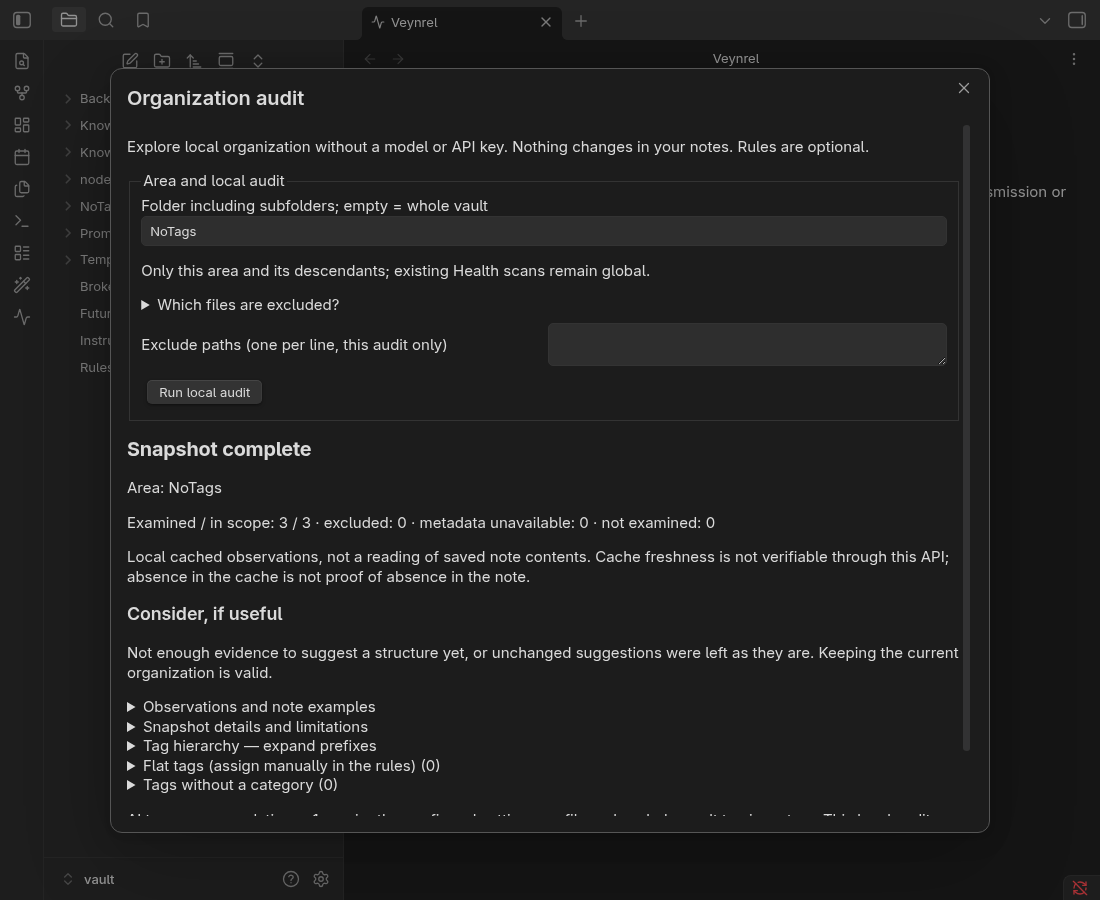 Veynrel
Veynrel
Back
Know
Know
node
NoTa
Prom
Temp
Broke
Futur
Instru
Rules
smission or
Organization audit
Explore local organization without a model or API key. Nothing changes in your notes. Rules are optional.
Area and local audit
Folder including subfolders; empty = whole vault
NoTags
Only this area and its descendants; existing Health scans remain global.
Which files are excluded?
Exclude paths (one per line, this audit only)
Run local audit
Snapshot complete
Area: NoTags
Examined / in scope: 3 / 3 · excluded: 0 · metadata unavailable: 0 · not examined: 0
Local cached observations, not a reading of saved note contents. Cache freshness is not verifiable through this API;
absence in the cache is not proof of absence in the note.
Consider, if useful
Not enough evidence to suggest a structure yet, or unchanged suggestions were left as they are. Keeping the current
organization is valid.
Observations and note examples
Snapshot details and limitations
Tag hierarchy — expand prefixes
Flat tags (assign manually in the rules) (0)
Tags without a category (0)
vault